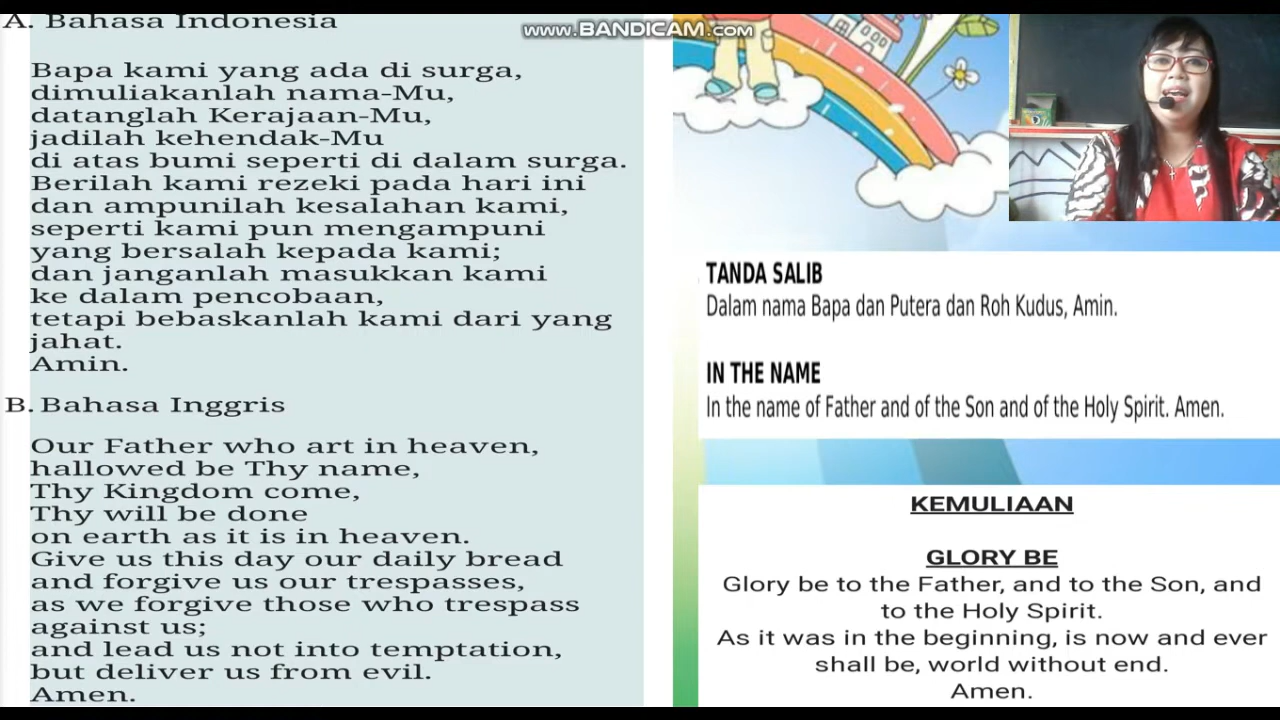 A. Bahasa Indonesia
Bapa kami yang ada di surga,
dimuliakanlah nama-Mu,
datanglah Kerajaan-Mu,
jadilah kehendak-Mu
di atas bumi seperti di dalam surga.
Berilah kami rezeki pada hari ini
dan ampunilah kesalahan kami,
seperti kami pun mengampuni
yang bersalah kepada kami;
dan janganlah masukkan kami
ke dalam pencobaan,
tetapi bebaskanlah kami dari yang
jahat.
Amin.
B. Bahasa Inggris
Our Father who art in heaven,
hallowed be Thy name,
Thy Kingdom come,
Thy will be done
on earth as it is in heaven.
Give us this day our daily bread
and forgive us our trespasses,
as we forgive those who trespass
against us;
and lead us not into temptation,
but deliver us from evil.
Amen.
www.BANDICAM.com
TANDA SALIB
Dalam nama Bapa dan Putera dan Roh Kudus, Amin.
IN THE NAME
In the name of Father and of the Son and of the Holy Spirit. Amen.
KEMULIAAN
GLORY BE
Glory be to the Father, and to the Son, and
to the Holy Spirit.
As it was in the beginning, is now and ever
shall be, world without end.
Amen.